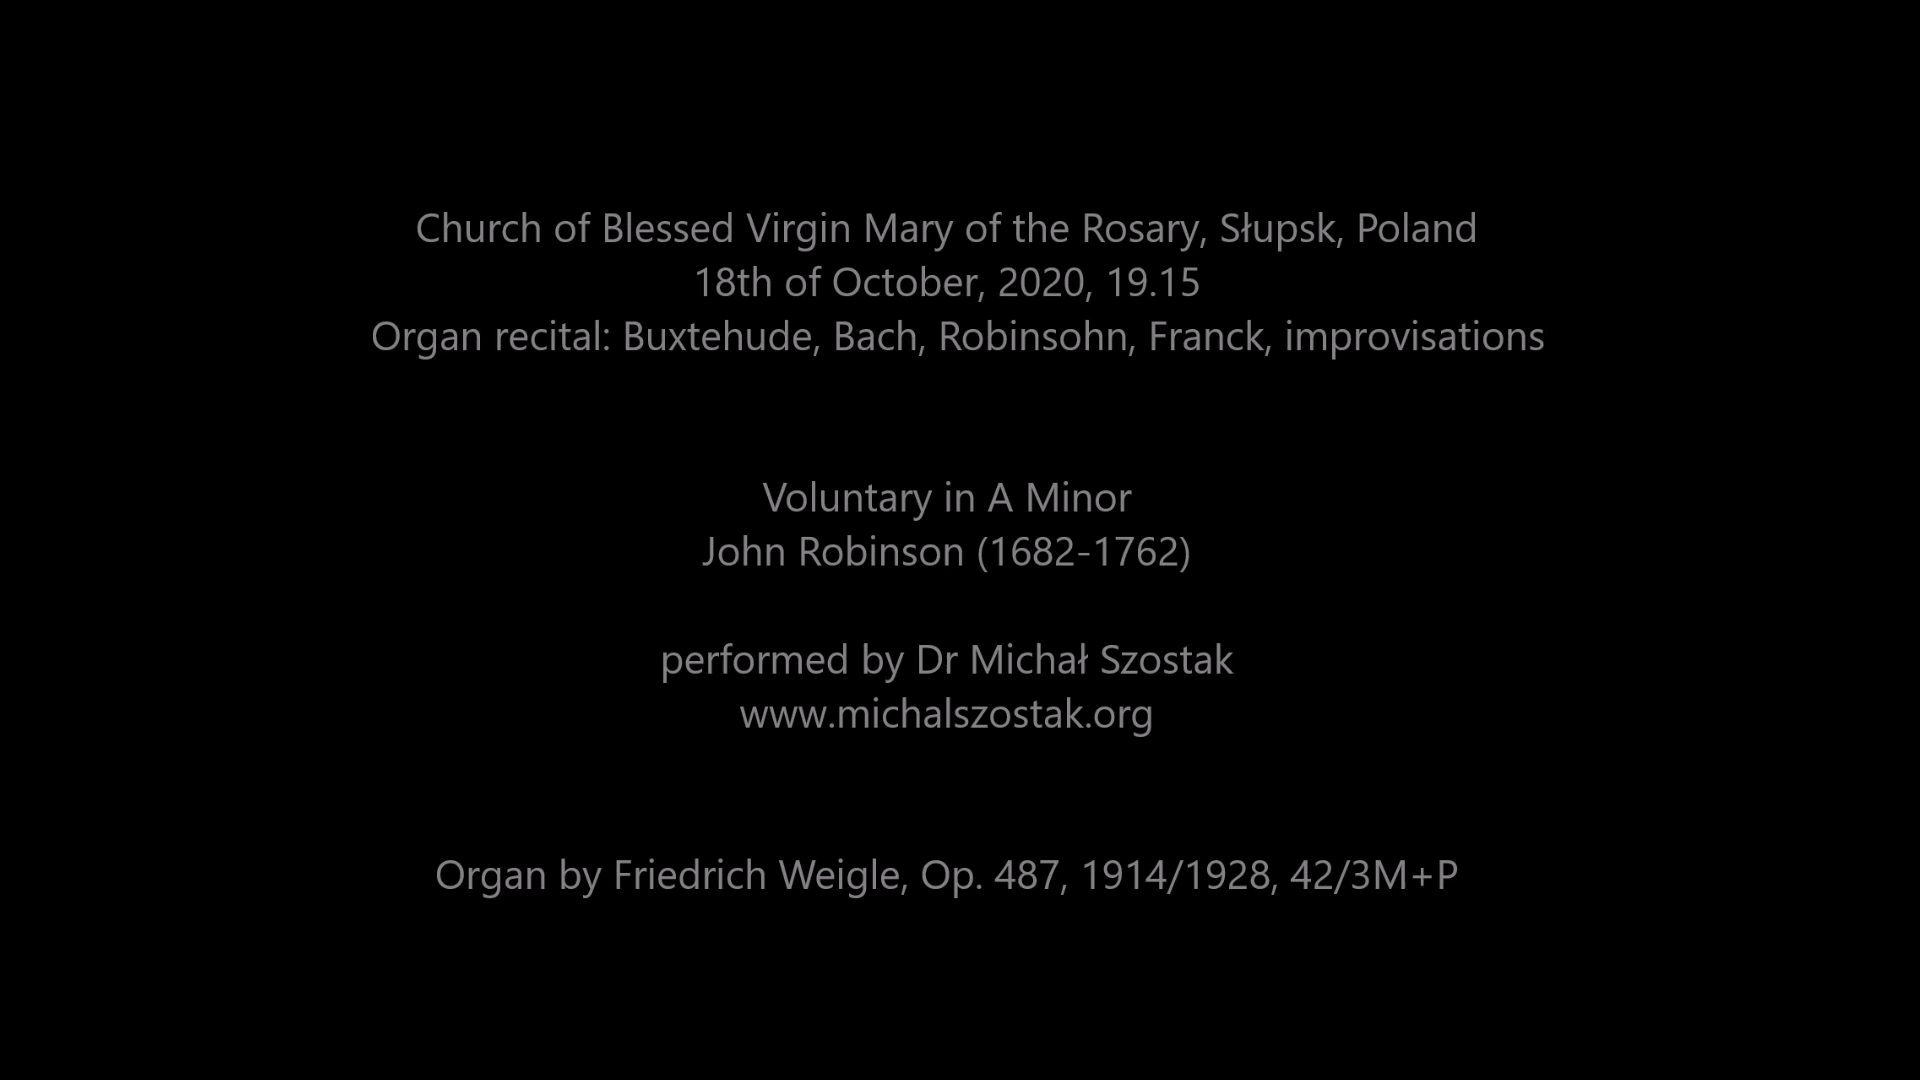 Church of Blessed Virgin Mary of the Rosary, Słupsk, Poland
18th of October, 2020, 19.15
Organ recital: Buxtehude, Bach, Robinsohn, Franck, improvisations
Voluntary in A Minor
John Robinson (1682-1762)
performed by Dr Michał Szostak
www.michalszostak.org
Organ by Friedrich Weigle, Op. 487, 1914/1928, 42/3M+P